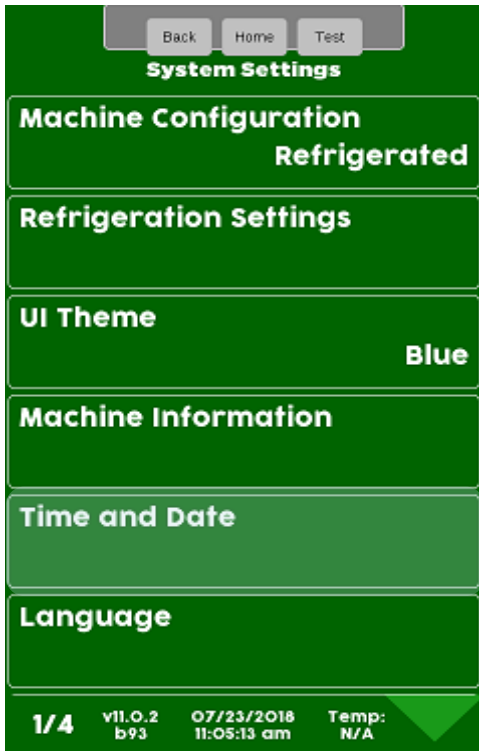 Back Home Test
System Settings
Machine Configuration
Refrigerated
Refrigeration Settings
UI Theme
Blue
Machine Information
Time and Date
Language
1/4 v11.0.2 07/23/2018 Temp:
b93 11:05:13 am N/A